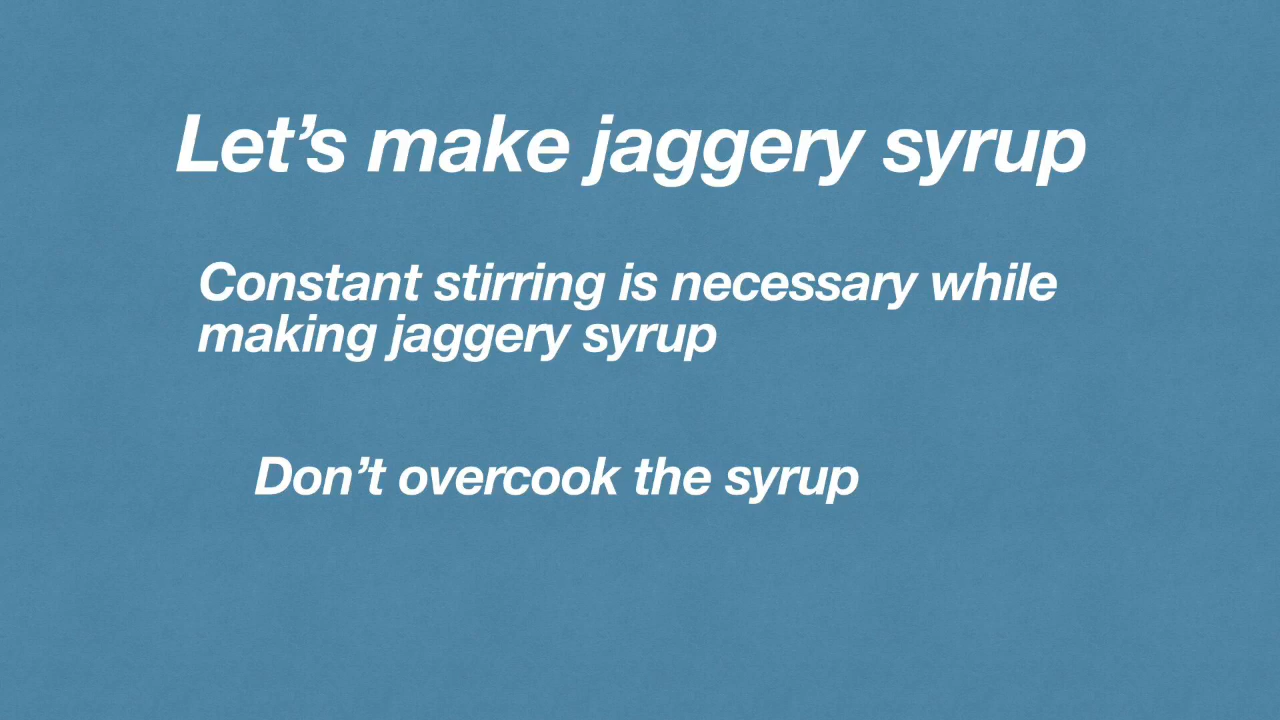 Let’s make jaggery syrup
Constant stirring is necessary while
making jaggery syrup
Don’t overcook the syrup